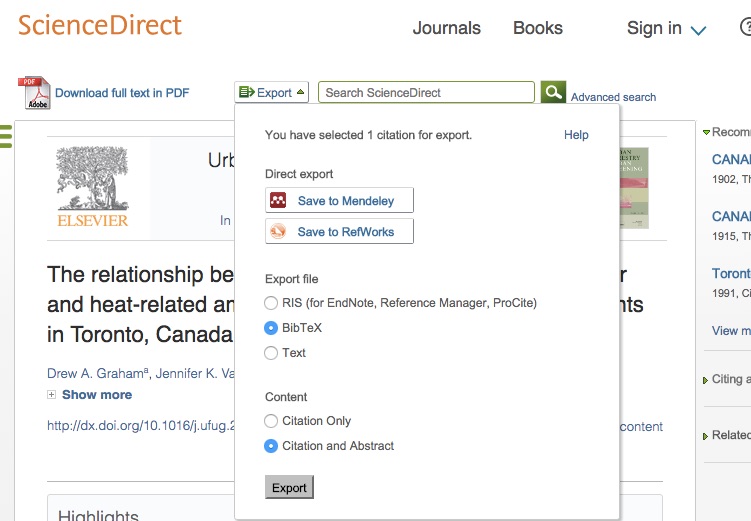 ScienceDirect
Journals Books Sign in
PDF
Adobe
Download full text in PDF
Export
Search ScienceDirect
Advanced search
You have selected 1 citation for export. Help
Direct export
Save to Mendeley
Save to RefWorks
Export file
RIS (for EndNote, Reference Manager, ProCite)
BibTeX
Text
Content
Citation Only
Citation and Abstract
Export
ELSEVIER
Urb
In
The relationship be
and heat-related an
nts
in Toronto, Canada
Drew A. Grahamª, Jennifer K. Va
Show more
http://dx.doi.org/10.1016/j.ufug.2
content
Highlights
Recom
CANA
1902, Th
CANA
1915, Th
Toront
1991, Ci
View m
Citing a
Related